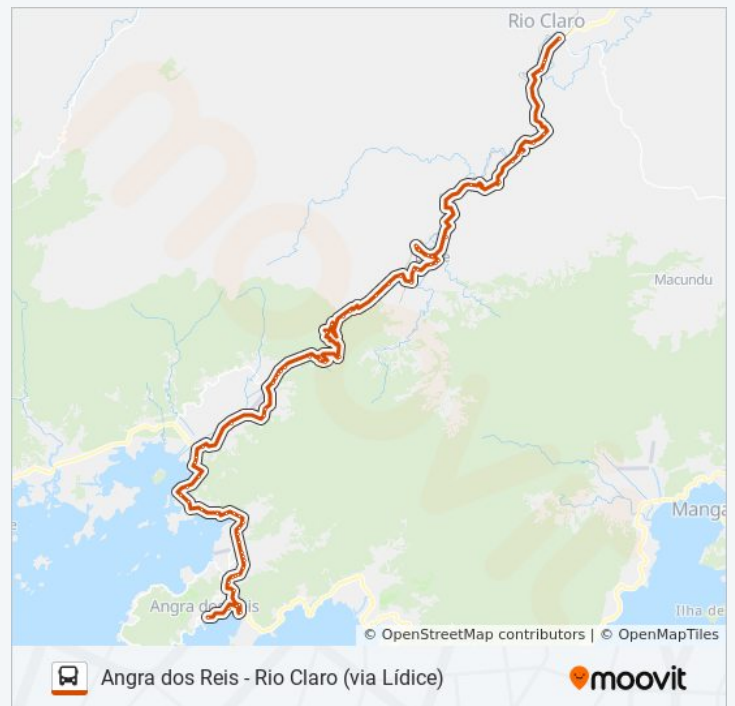 Rio Claro
Macundu
Manga
Angra dos Reis
Ilha de
© OpenStreetMap contributors | © OpenMapTiles
Angra dos Reis - Rio Claro (via Lídice)
moovit